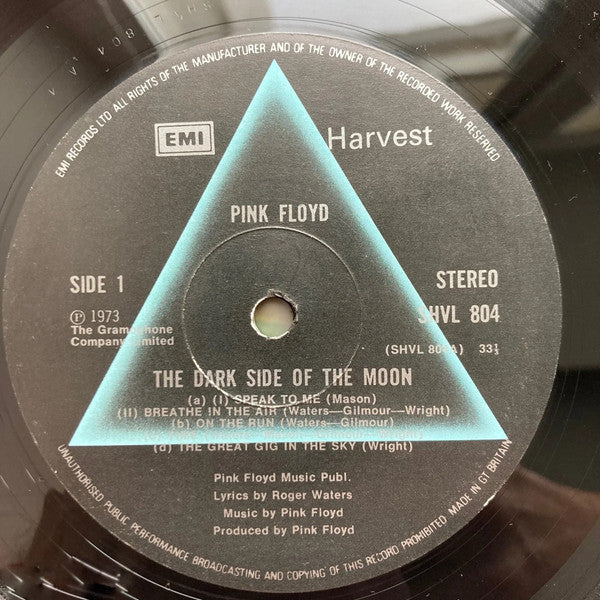 EMI RECORDS LTD ALL RIGHTS OF THE MANUFACTURER AND OF THE OWNER OF THE RECORDED WORK RESERVED
EMI Harvest
PINK FLOYD
SIDE 1 STEREO
Ⓟ 1973 SHVL 804
The Gramophone
Company Limited (SHVL 804A) 33⅓
THE DARK SIDE OF THE MOON
(a) (I) SPEAK TO ME (Mason)
(II) BREATHE IN THE AIR (Waters—Gilmour—Wright)
(b) ON THE RUN (Waters—Gilmour)
(d) THE GREAT GIG IN THE SKY (Wright)
Pink Floyd Music Publ.
Lyrics by Roger Waters
Music by Pink Floyd
Produced by Pink Floyd
UNAUTHORISED PUBLIC PERFORMANCE BROADCASTING AND COPYING OF THIS RECORD PROHIBITED MADE IN GT BRITAIN